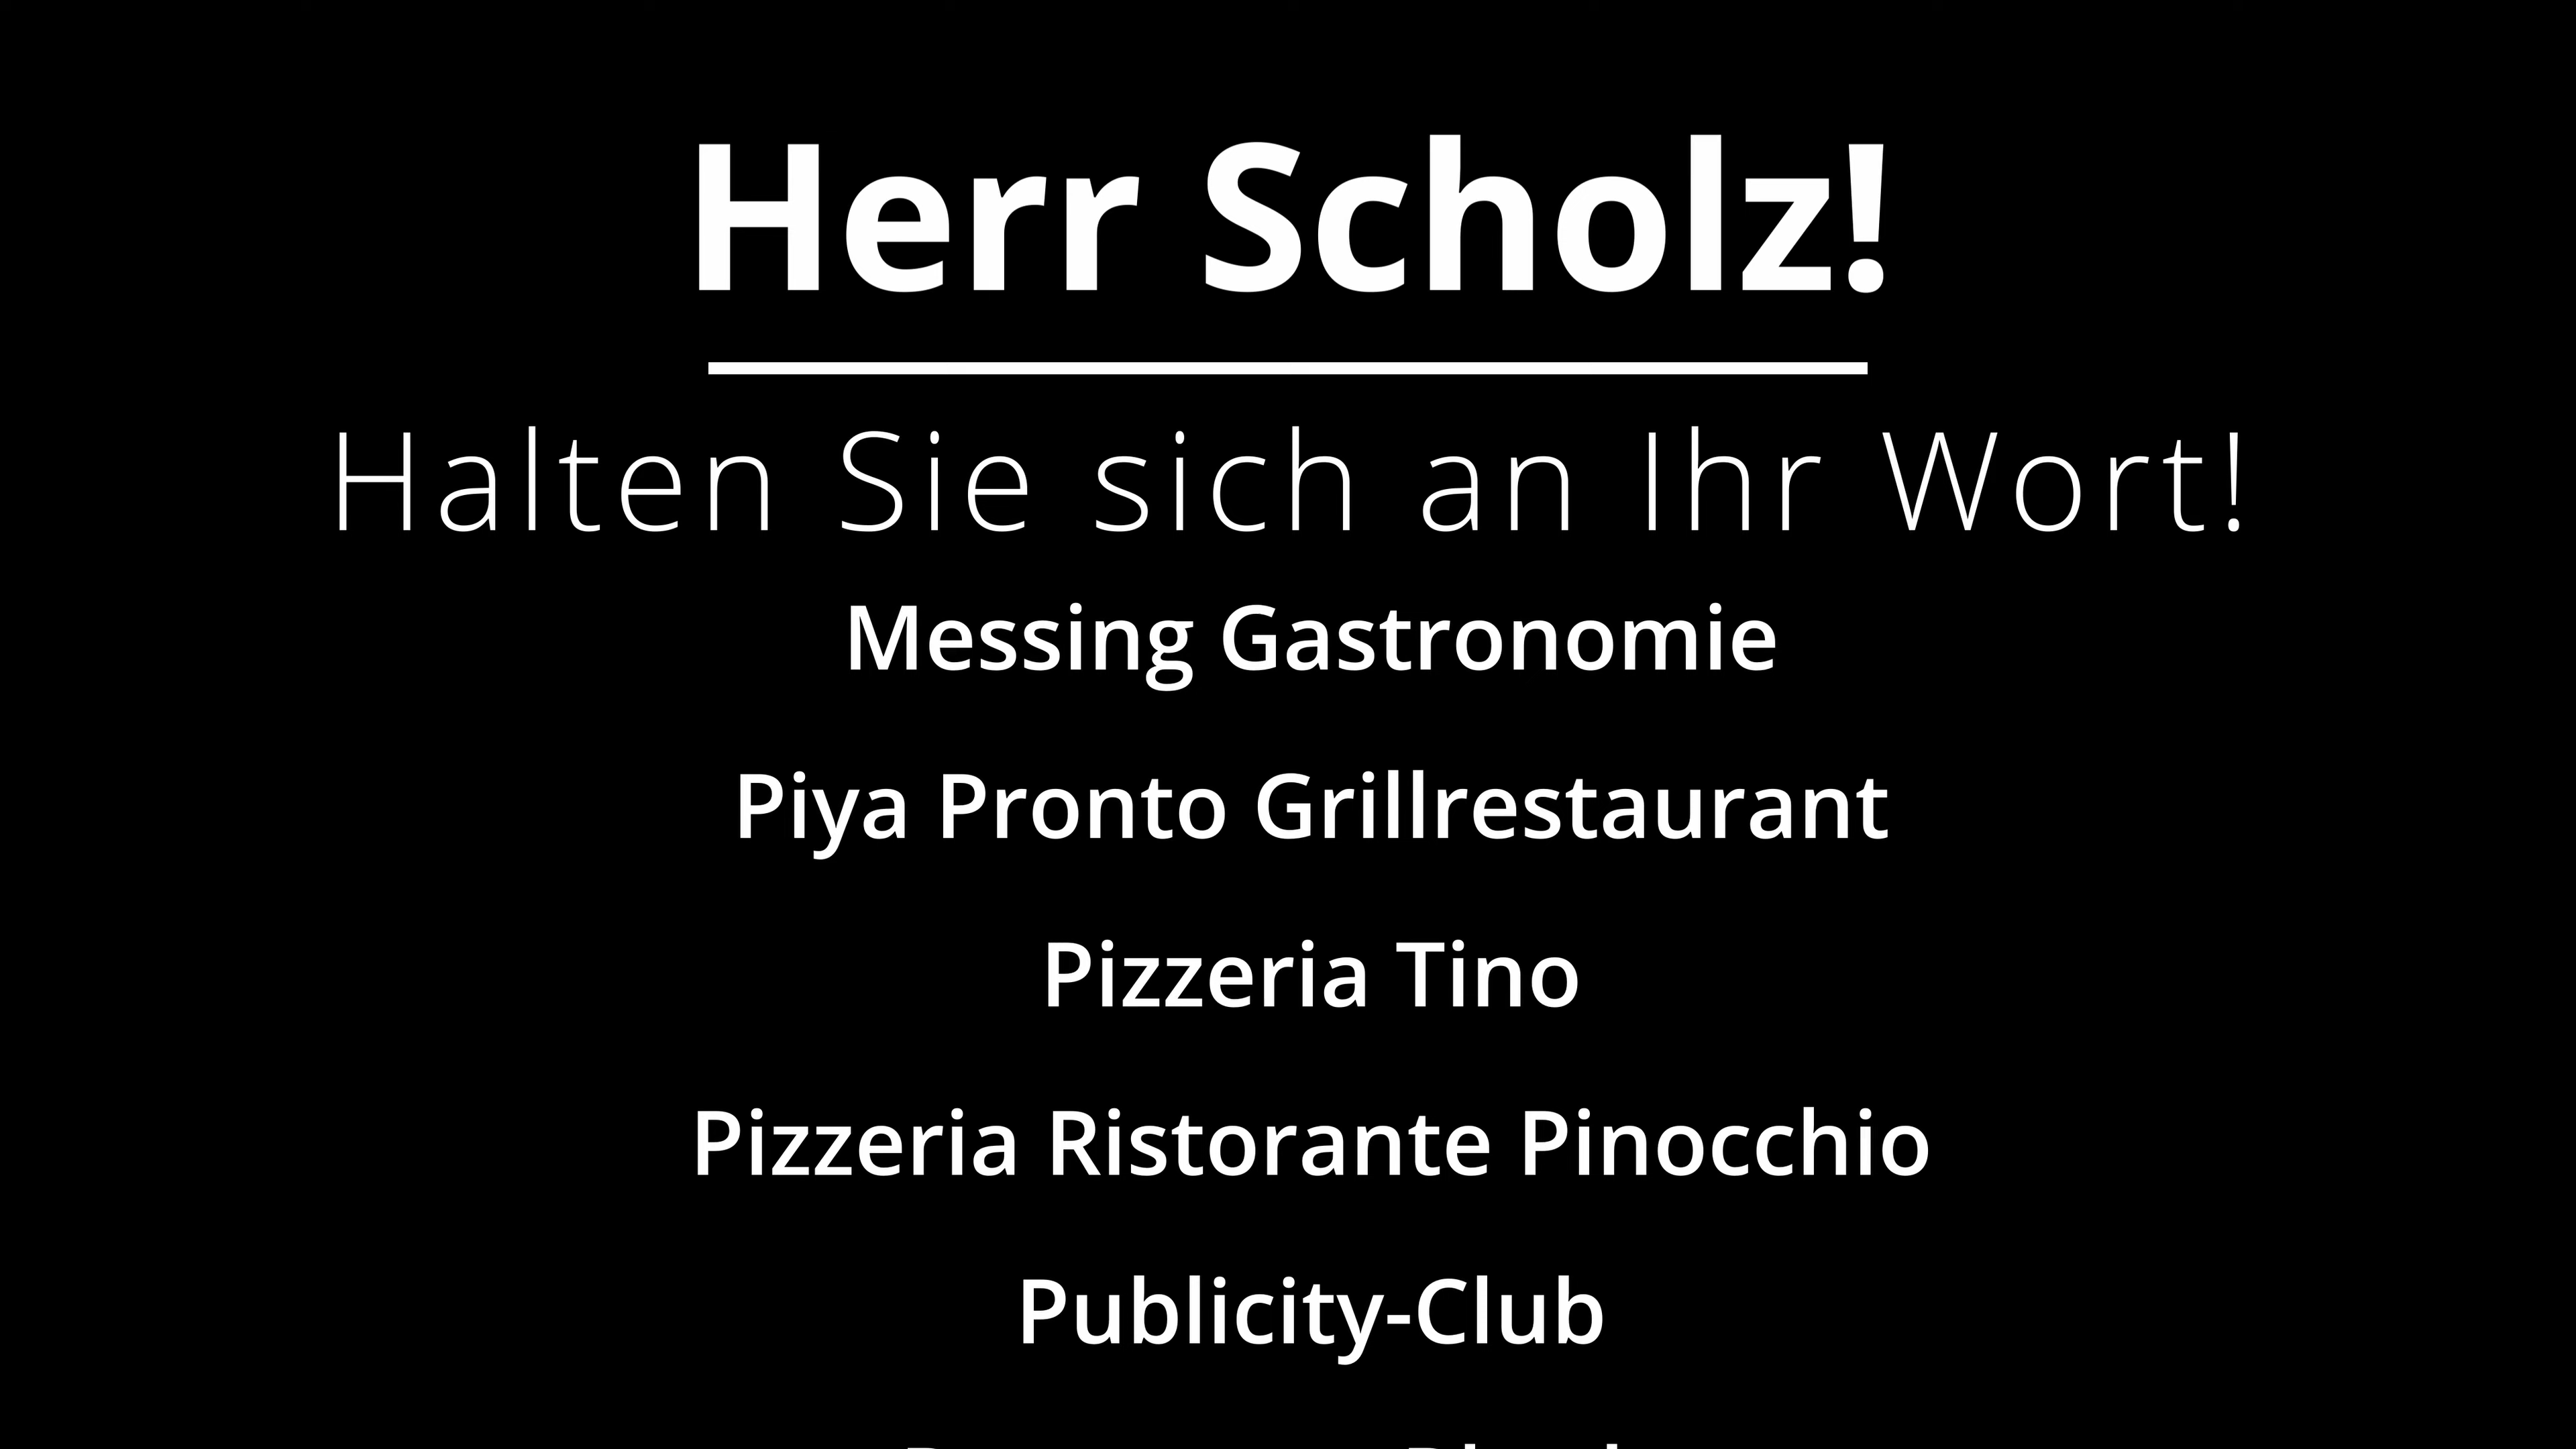 Herr Scholz!
Halten Sie sich an Ihr Wort!
Messing Gastronomie
Piya Pronto Grillrestaurant
Pizzeria Tino
Pizzeria Ristorante Pinocchio
Publicity-Club